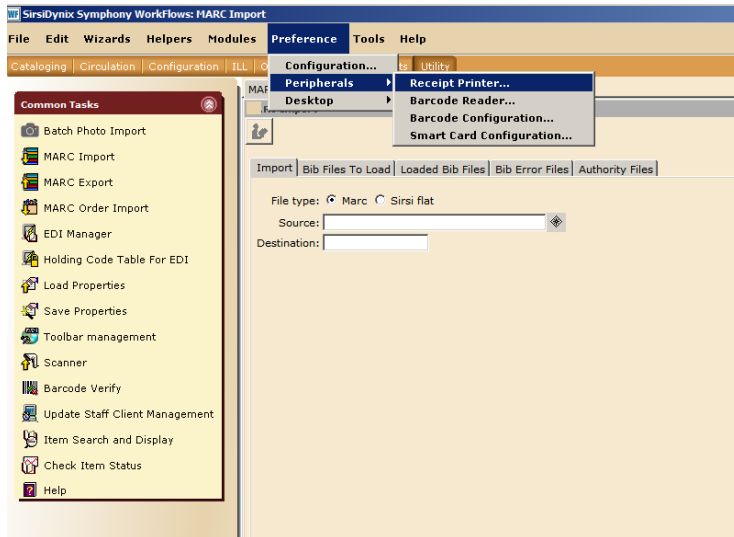 WF SirsiDynix Symphony WorkFlows: MARC Import
File Edit Wizards Helpers Modules Preference Tools Help
Cataloging Circulation Configuration ILL Utility
Configuration...
Peripherals
Desktop
Receipt Printer...
Barcode Reader...
Barcode Configuration...
Smart Card Configuration...
Common Tasks
Batch Photo Import
MARC Import
MARC Export
MARC Order Import
EDI Manager
Holding Code Table For EDI
Load Properties
Save Properties
Toolbar management
Scanner
Barcode Verify
Update Staff Client Management
Item Search and Display
Check Item Status
Help
Import Bib Files To Load Loaded Bib Files Bib Error Files Authority Files
File type: Marc Sirsi flat
Source:
Destination: